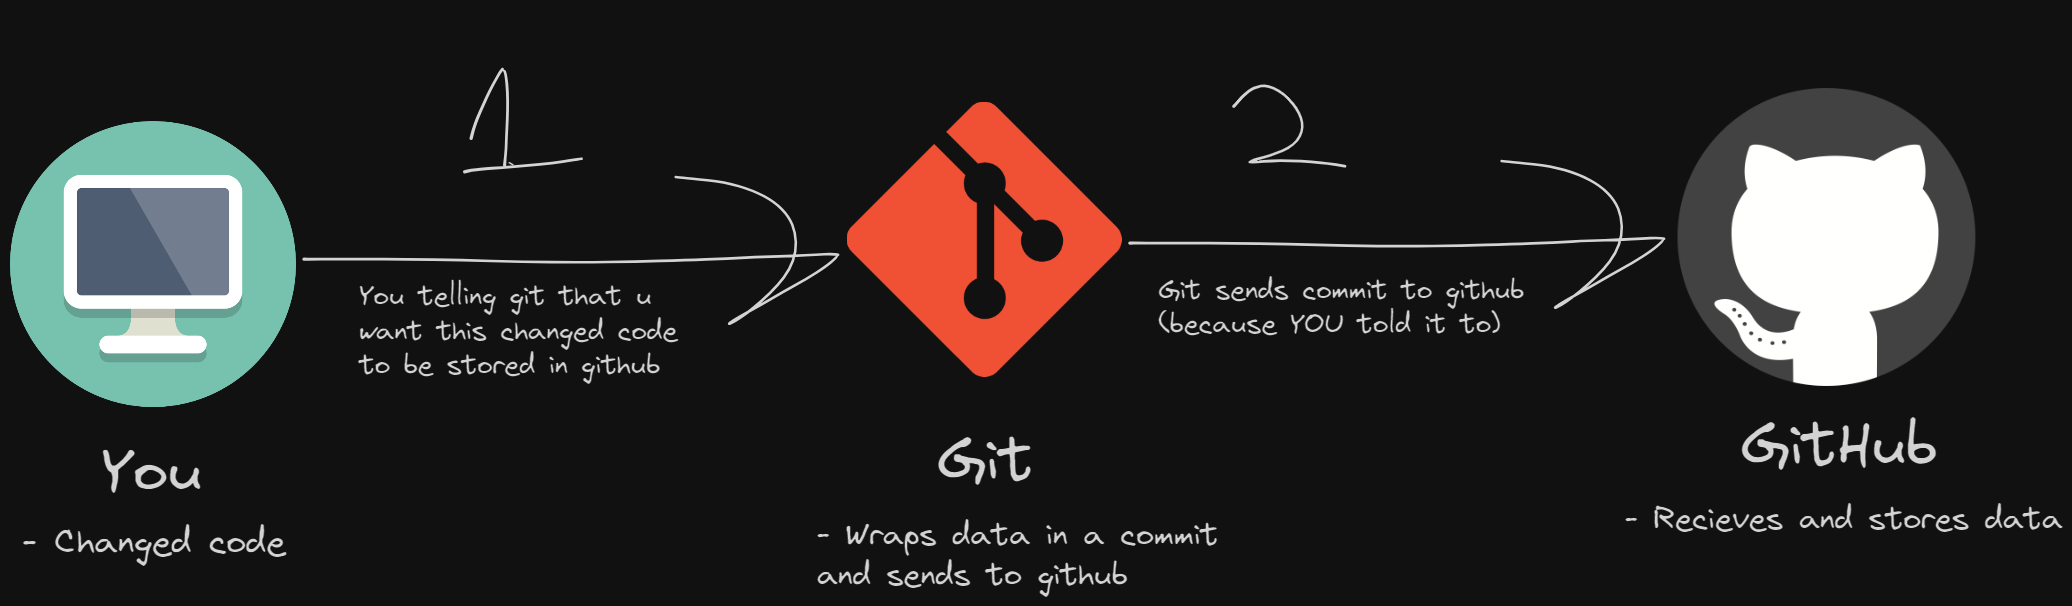 1
2
You telling git that u
want this changed code
to be stored in github
Git sends commit to github
(because YOU told it to)
You
- Changed code
Git
- Wraps data in a commit
and sends to github
GitHub
- Recieves and stores data